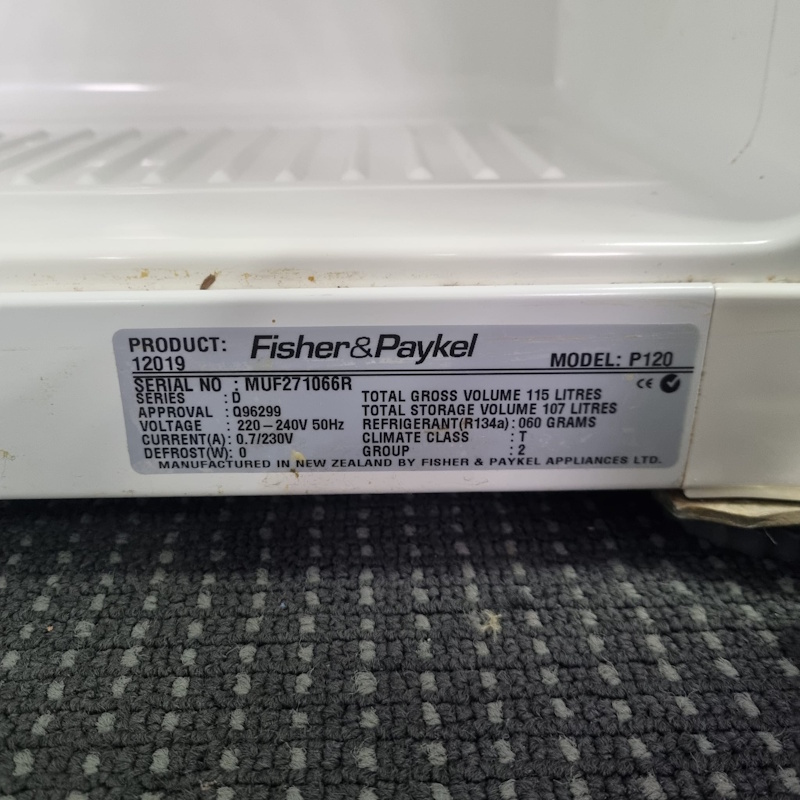 PRODUCT: Fisher&Paykel
12019 MODEL: P120
SERIAL NO : MUF271066R CE
SERIES : D TOTAL GROSS VOLUME 115 LITRES
APPROVAL : Q96299 TOTAL STORAGE VOLUME 107 LITRES
VOLTAGE : 220-240V 50Hz REFRIGERANT(R134a) : 060 GRAMS
CURRENT(A): 0.7/230V CLIMATE CLASS : T
DEFROST(W): 0 GROUP : 2
MANUFACTURED IN NEW ZEALAND BY FISHER & PAYKEL APPLIANCES LTD.